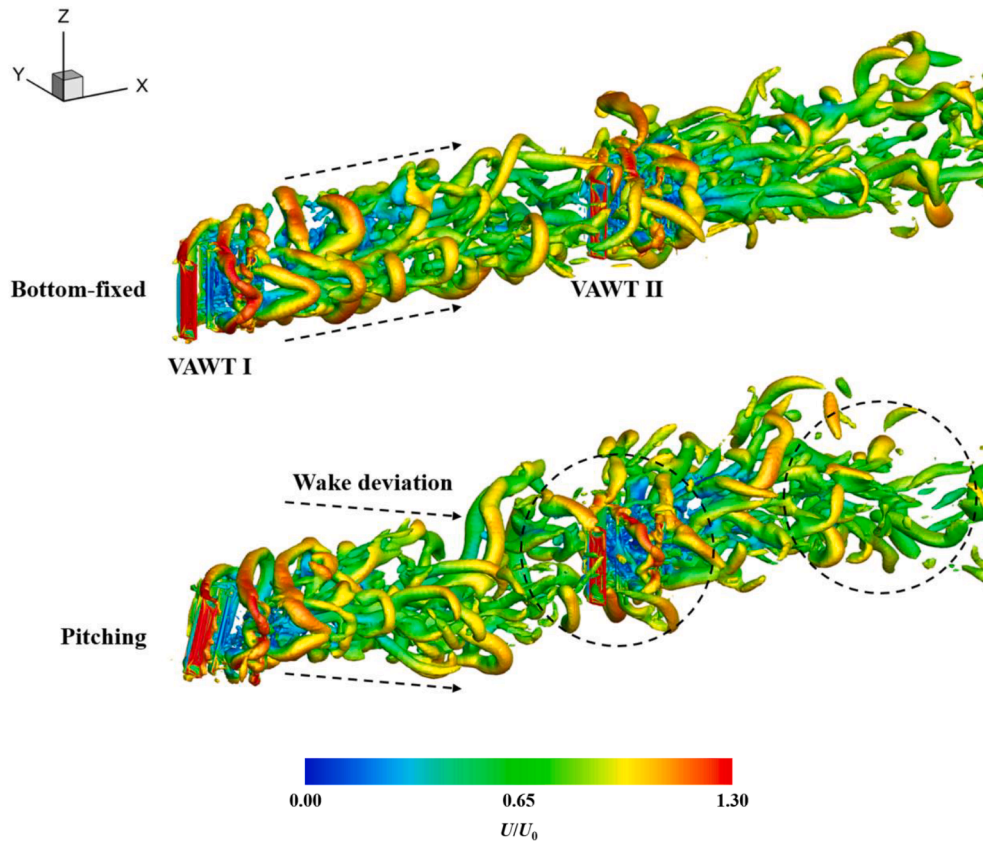 Z
Y
X
Bottom-fixed
VAWT II
VAWT I
Wake deviation
Pitching
0.00 0.65 1.30
U/U₀